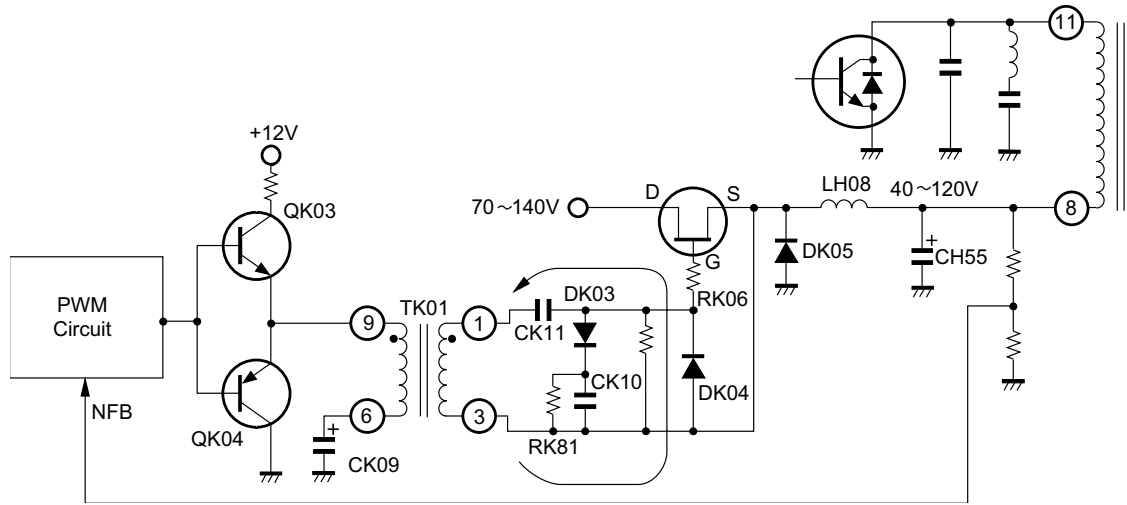 11
+12V
QK03
D
S
LH08
40～120V
70～140V
8
G
DK05
CH55
RK06
PWM
Circuit
9
TK01
1
DK03
CK11
CK10
DK04
NFB
6
3
QK04
CK09
RK81
+
+